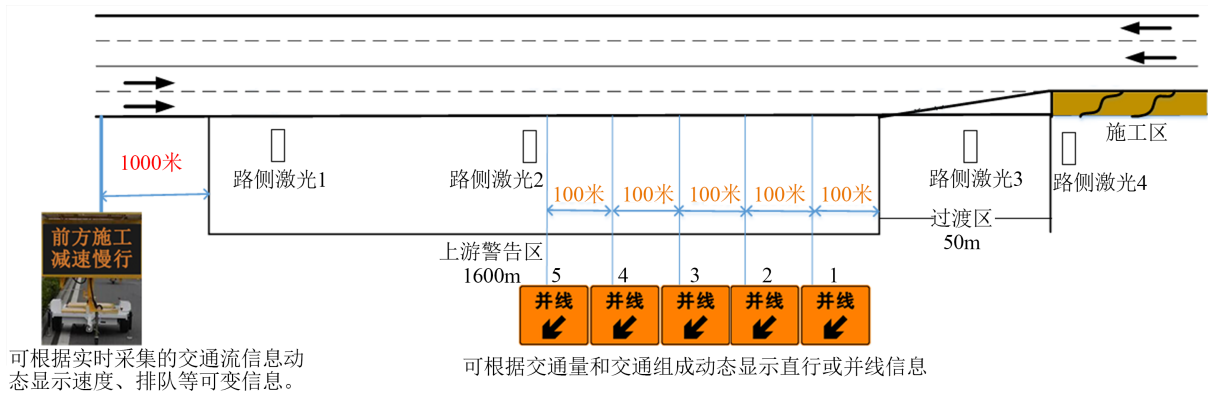 施工区
1000米
路侧激光1
路侧激光2
100米
100米
100米
100米
100米
路侧激光3
路侧激光4
过渡区
50m
前方施工
减速慢行
上游警告区
1600m
5
4
3
2
1
并线
并线
并线
并线
并线
可根据实时采集的交通流信息动
态显示速度、排队等可变信息。
可根据交通量和交通组成动态显示直行或并线信息